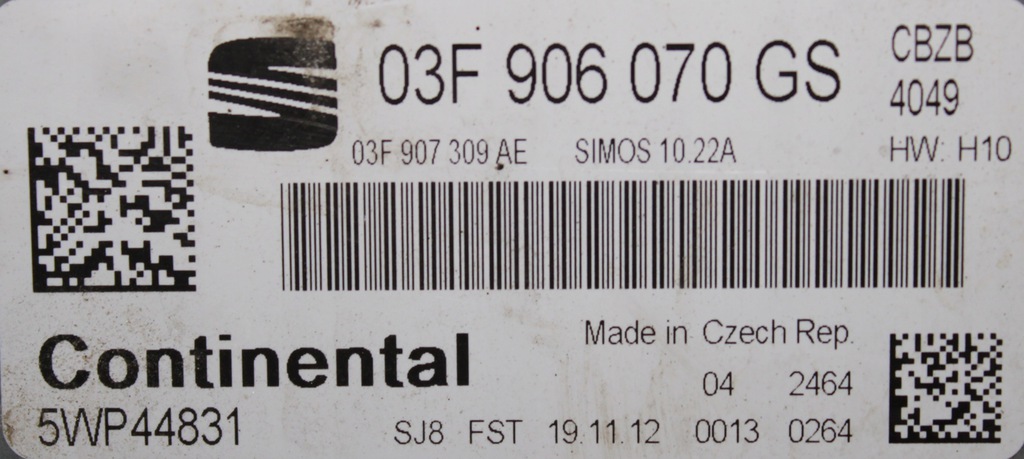 03F 906 070 GS
CBZB
4049
03F 907 309 AE SIMOS 10.22A HW: H10
Continental
Made in Czech Rep.
04 2464
5WP44831
SJ8 FST 19.11.12 0013 0264